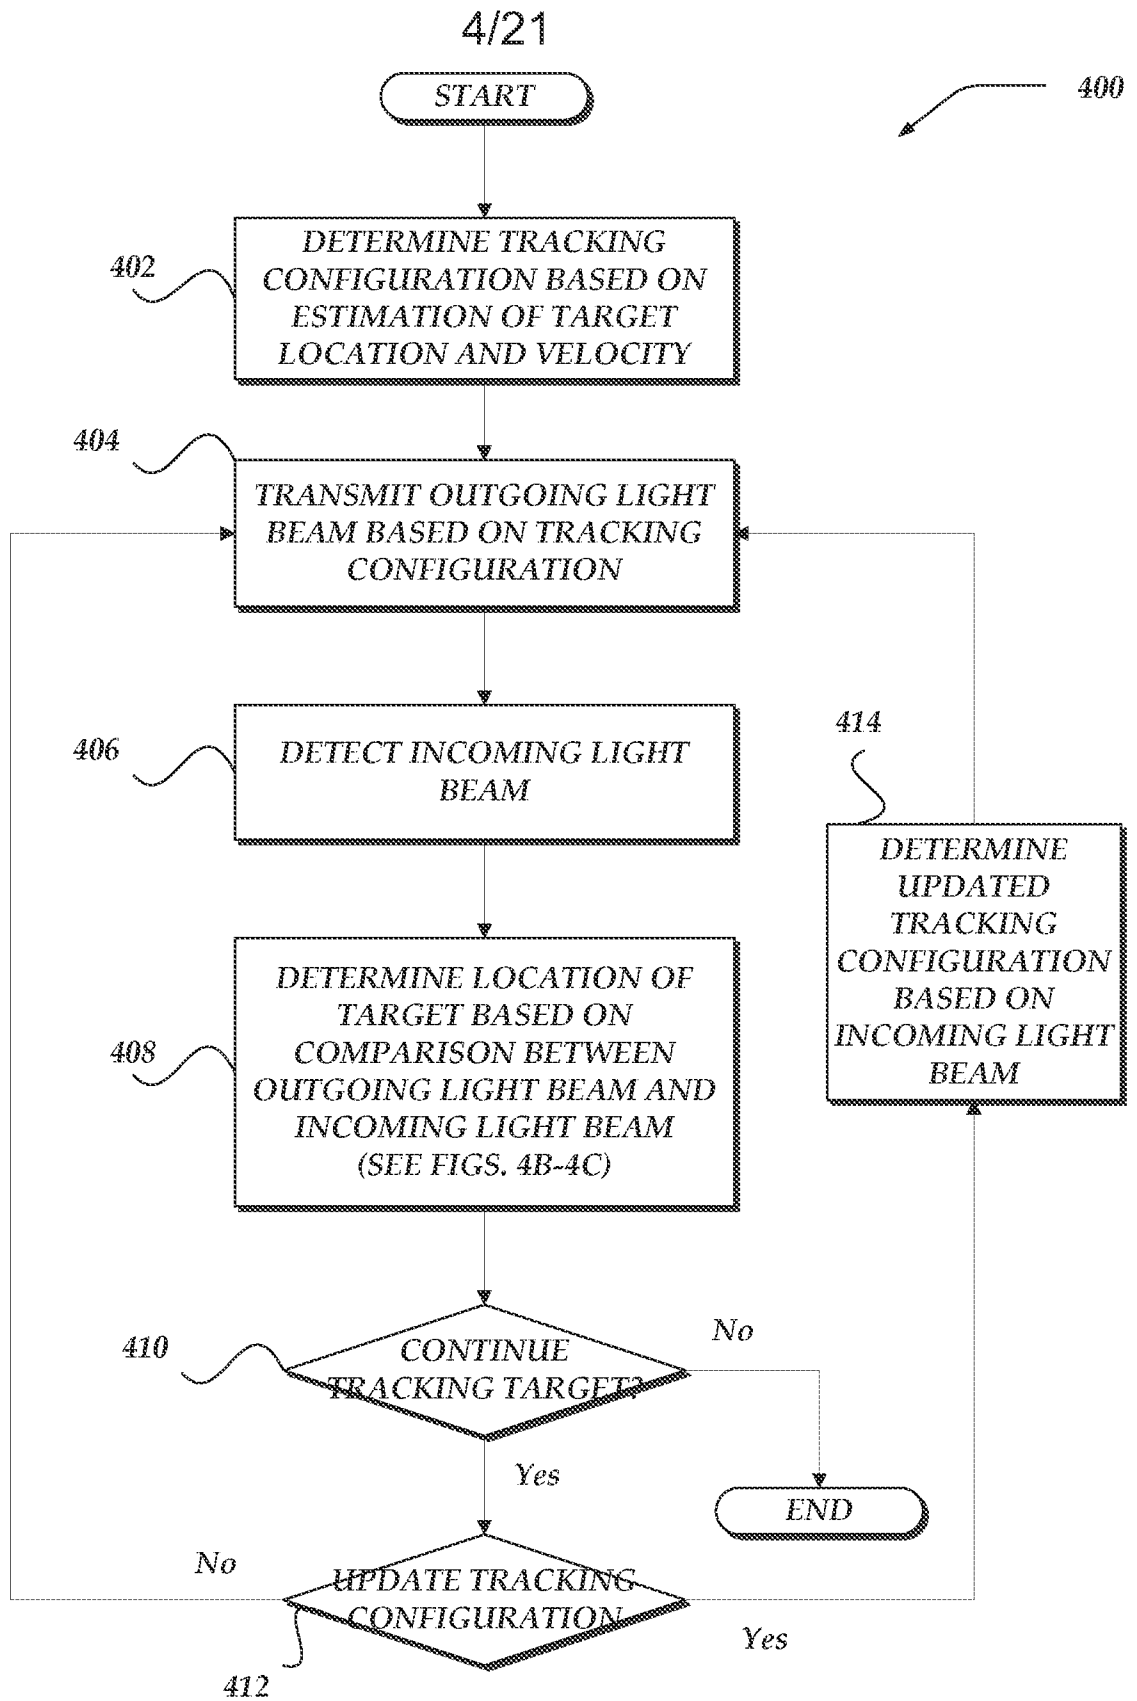 4/21
START
400
DETERMINE TRACKING
CONFIGURATION BASED ON
ESTIMATION OF TARGET
LOCATION AND VELOCITY
402
404
TRANSMIT OUTGOING LIGHT
BEAM BASED ON TRACKING
CONFIGURATION
406
DETECT INCOMING LIGHT
BEAM
414
DETERMINE
UPDATED
TRACKING
CONFIGURATION
BASED ON
INCOMING LIGHT
BEAM
408
DETERMINE LOCATION OF
TARGET BASED ON
COMPARISON BETWEEN
OUTGOING LIGHT BEAM AND
INCOMING LIGHT BEAM
(SEE FIGS. 4B-4C)
410
CONTINUE
TRACKING TARGET?
No
Yes
END
No
UPDATE TRACKING
CONFIGURATION
Yes
412